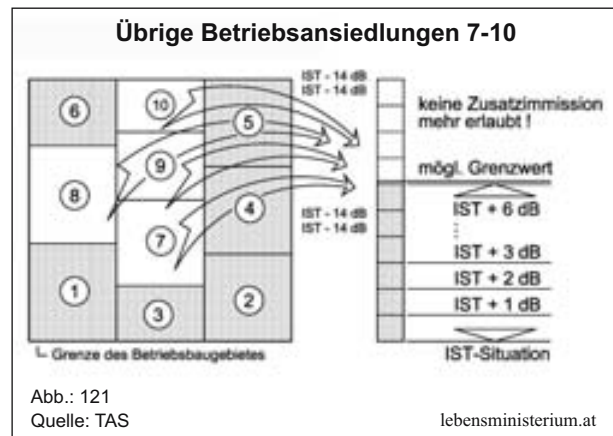 Übrige Betriebsansiedlungen 7-10
IST - 14 dB
IST - 14 dB
6
10
5
keine Zusatzimmission
mehr erlaubt !
8
9
mögl. Grenzwert
4
IST - 14 dB
IST - 14 dB
IST + 6 dB
7
IST + 3 dB
1
2
IST + 2 dB
3
IST + 1 dB
Grenze des Betriebsbaugebietes
IST-Situation
Abb.: 121
Quelle: TAS
lebensministerium.at